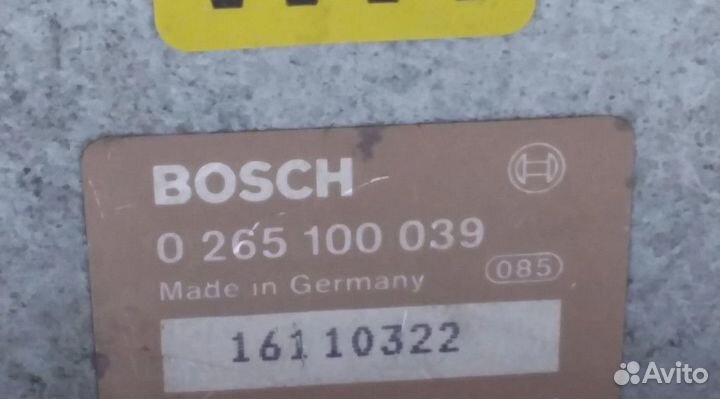 BOSCH
0 265 100 039
Made in Germany
085
16110322
Avito